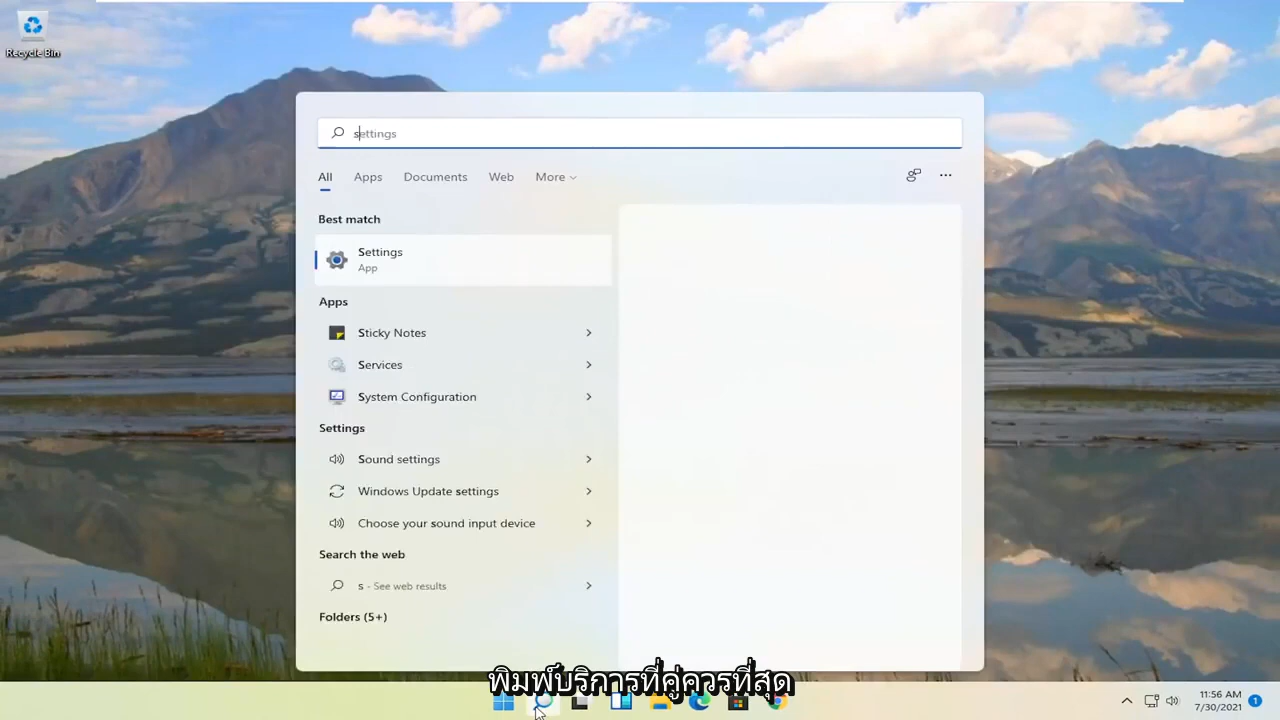 Recycle Bin
settings
All Apps Documents Web More
Best match
Settings
App
Apps
Sticky Notes
Services
System Configuration
Settings
Sound settings
Windows Update settings
Choose your sound input device
Search the web
s - See web results
Folders (5+)
พิมพ์บริการที่คู่ควรที่สุด
11:56 AM
7/30/2021
1